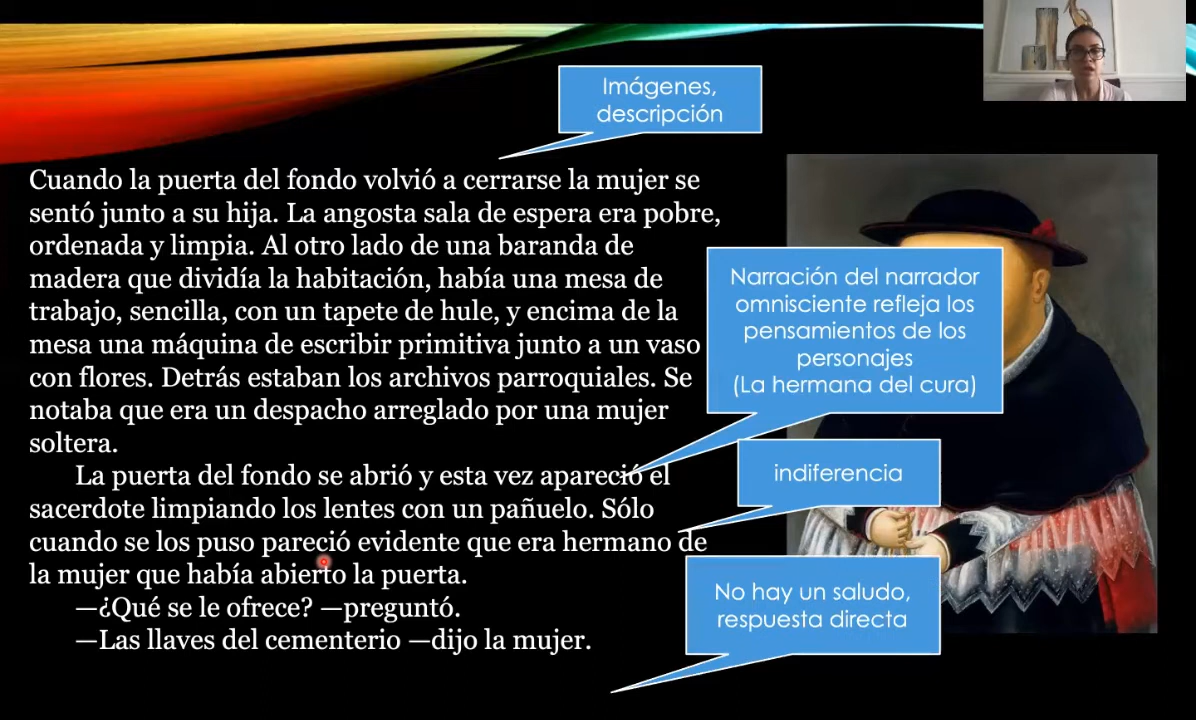 Imágenes,
descripción
Cuando la puerta del fondo volvió a cerrarse la mujer se
sentó junto a su hija. La angosta sala de espera era pobre,
ordenada y limpia. Al otro lado de una baranda de
madera que dividía la habitación, había una mesa de
trabajo, sencilla, con un tapete de hule, y encima de la
mesa una máquina de escribir primitiva junto a un vaso
con flores. Detrás estaban los archivos parroquiales. Se
notaba que era un despacho arreglado por una mujer
soltera.
La puerta del fondo se abrió y esta vez apareció el
sacerdote limpiando los lentes con un pañuelo. Sólo
cuando se los puso pareció evidente que era hermano de
la mujer que había abierto la puerta.
—¿Qué se le ofrece? —preguntó.
—Las llaves del cementerio —dijo la mujer.
Narración del narrador
omnisciente refleja los
pensamientos de los
personajes
(La hermana del cura)
indiferencia
No hay un saludo,
respuesta directa